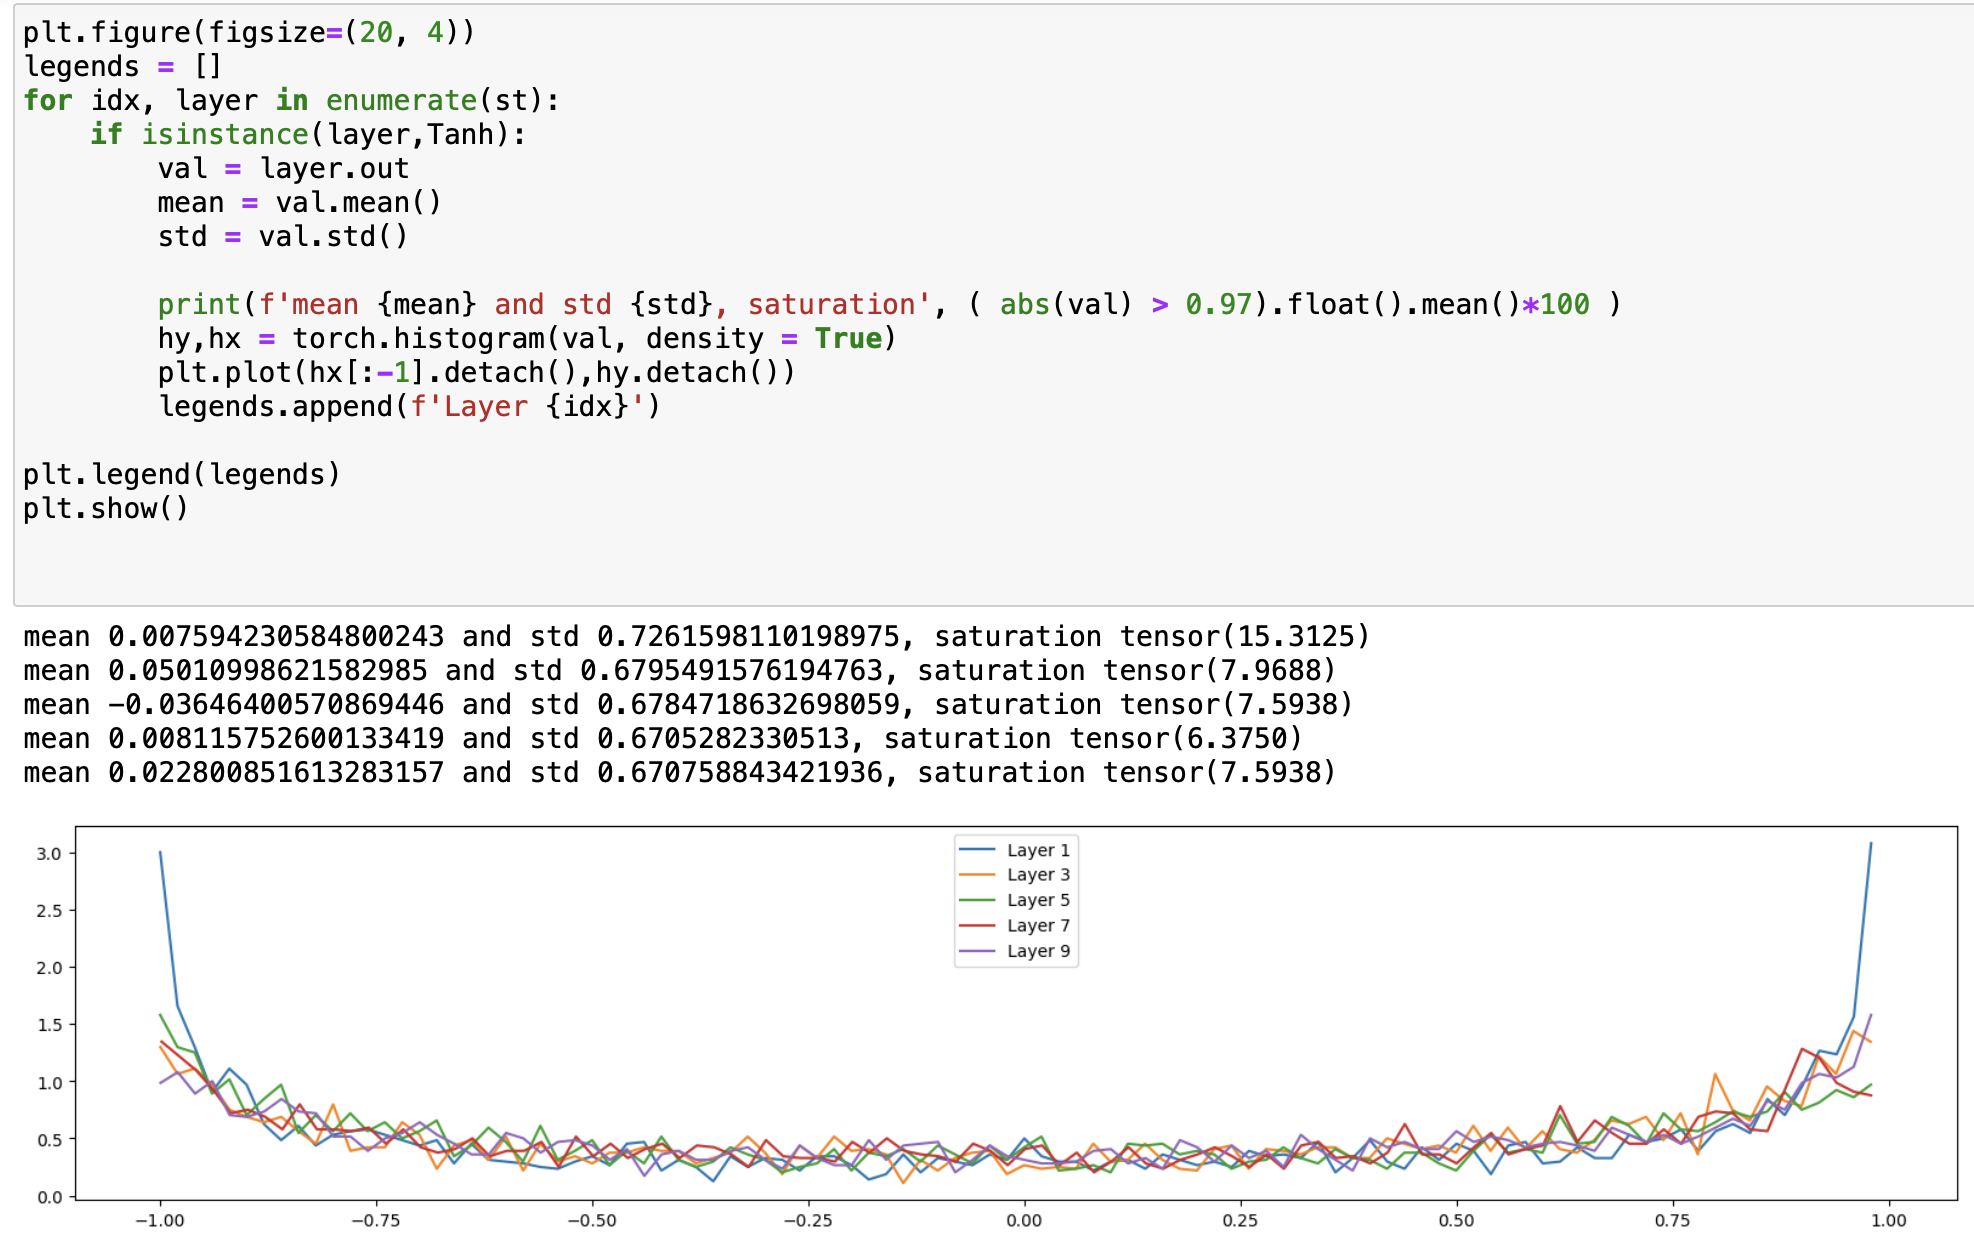 plt.figure(figsize=(20, 4))
legends = []
for idx, layer in enumerate(st):
    if isinstance(layer,Tanh):
        val = layer.out
        mean = val.mean()
        std = val.std()

        print(f'mean {mean} and std {std}, saturation', ( abs(val) > 0.97).float().mean()*100 )
        hy,hx = torch.histogram(val, density = True)
        plt.plot(hx[:-1].detach(),hy.detach())
        legends.append(f'Layer {idx}')

plt.legend(legends)
plt.show()
mean 0.007594230584800243 and std 0.7261598110198975, saturation tensor(15.3125)
mean 0.05010998621582985 and std 0.6795491576194763, saturation tensor(7.9688)
mean -0.03646400570869446 and std 0.6784718632698059, saturation tensor(7.5938)
mean 0.008115752600133419 and std 0.6705282330513, saturation tensor(6.3750)
mean 0.022800851613283157 and std 0.670758843421936, saturation tensor(7.5938)
3.0
2.5
2.0
1.5
1.0
0.5
0.0
Layer 1
Layer 3
Layer 5
Layer 7
Layer 9
−1.00 −0.75 −0.50 −0.25 0.00 0.25 0.50 0.75 1.00